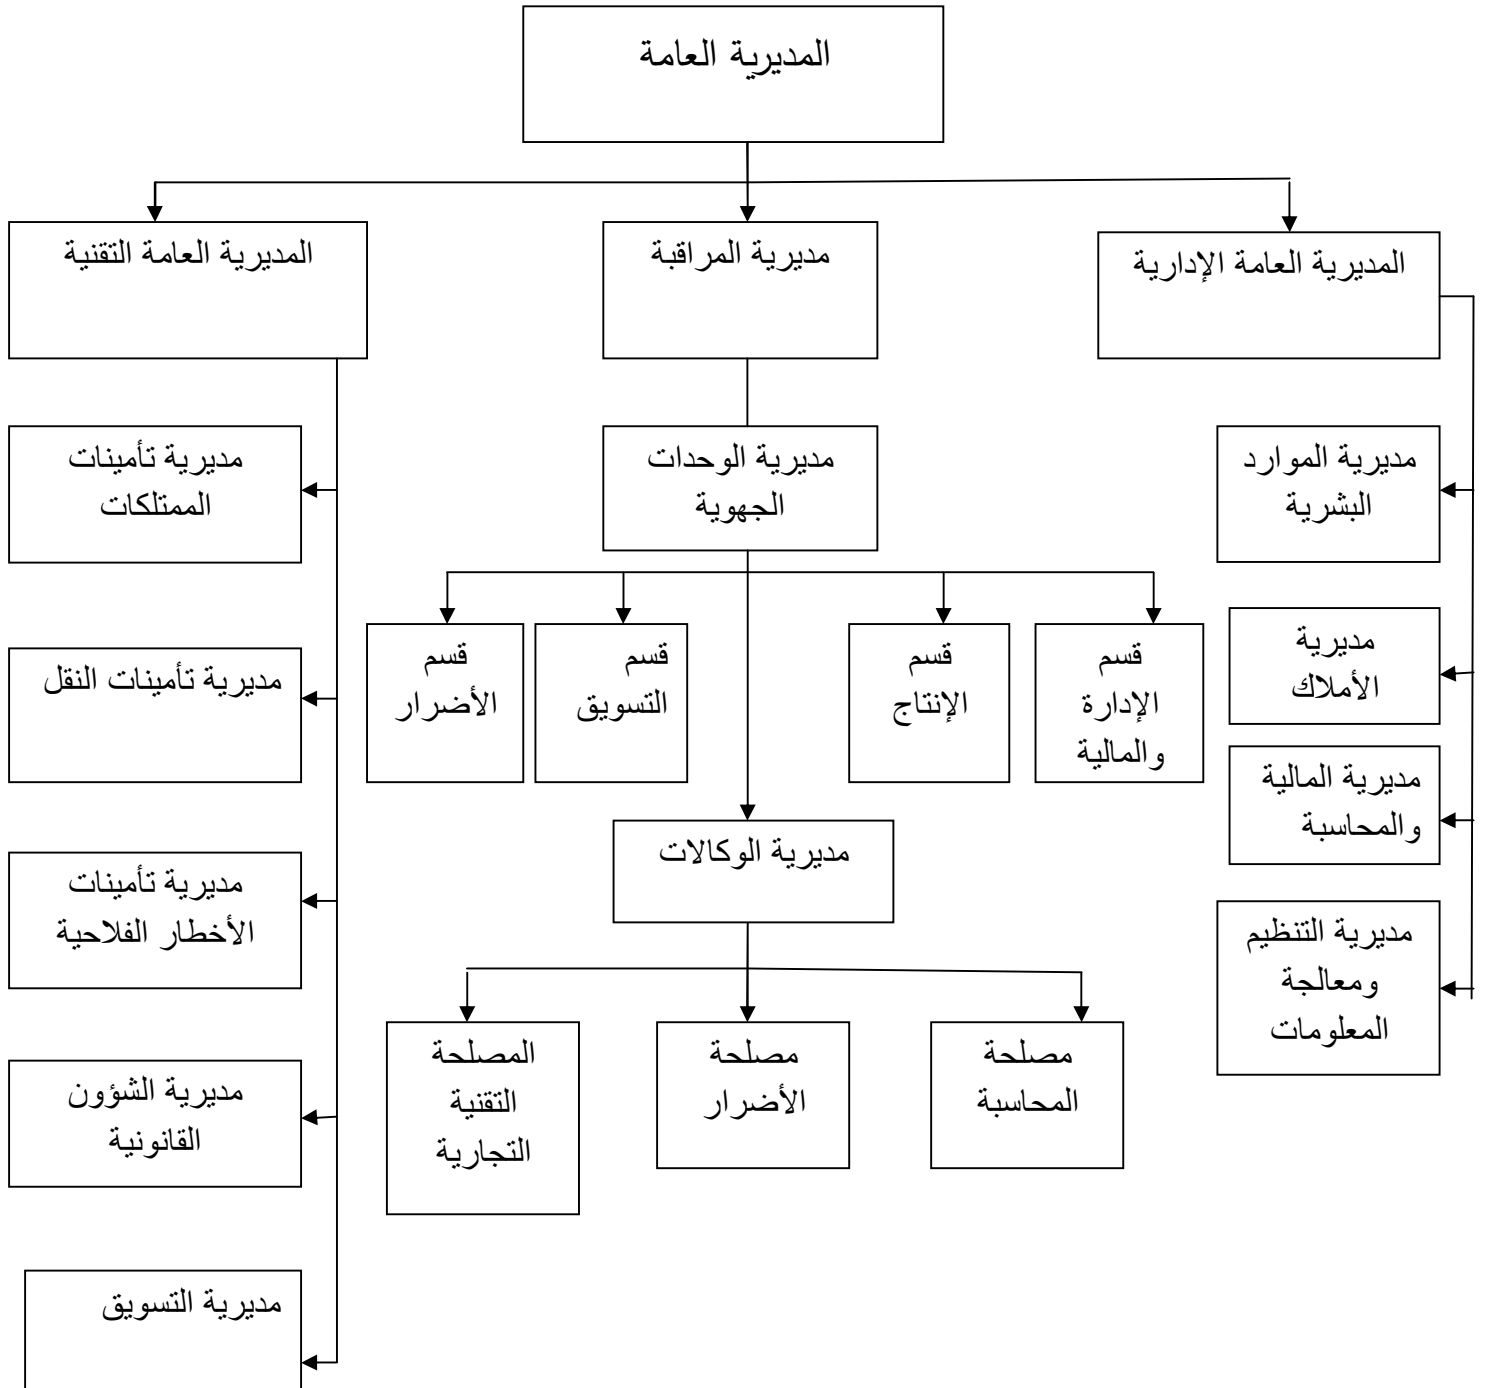 المديرية العامة
المديرية العامة الإدارية
مديرية المراقبة
المديرية العامة التقنية
مديرية الموارد
البشرية
مديرية الوحدات
الجهوية
مديرية تأمينات
الممتلكات
مديرية
الأملاك
قسم
الإدارة
والمالية
قسم
الإنتاج
قسم
التسويق
قسم
الأضرار
مديرية تأمينات النقل
مديرية المالية
والمحاسبة
مديرية الوكالات
مديرية تأمينات
الأخطار الفلاحية
مديرية التنظيم
ومعالجة
المعلومات
مصلحة
المحاسبة
مصلحة
الأضرار
المصلحة
التقنية
التجارية
مديرية الشؤون
القانونية
مديرية التسويق